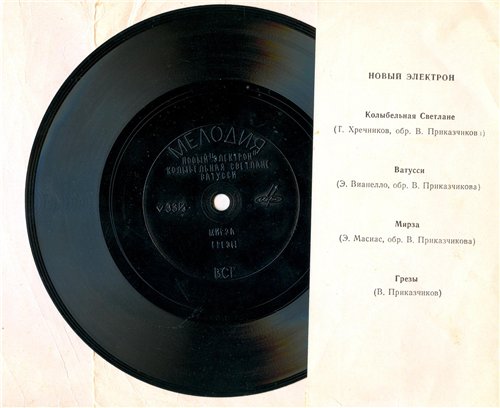 МЕЛОДИЯ
НОВЫЙ "ЭЛЕКТРОН"
КОЛЫБЕЛЬНАЯ СВЕТЛАНЕ
ВАТУССИ
33
МИРЗА
ГРЕЗЫ
ВСГ
НОВЫЙ ЭЛЕКТРОН
Колыбельная Светлане
(Т. Хречников, обр. В. Приказчикова)
Ватусси
(Э. Вианелло, обр. В. Приказчикова)
Мирза
(Э. Масиас, обр. В. Приказчикова)
Грезы
(В. Приказчиков)